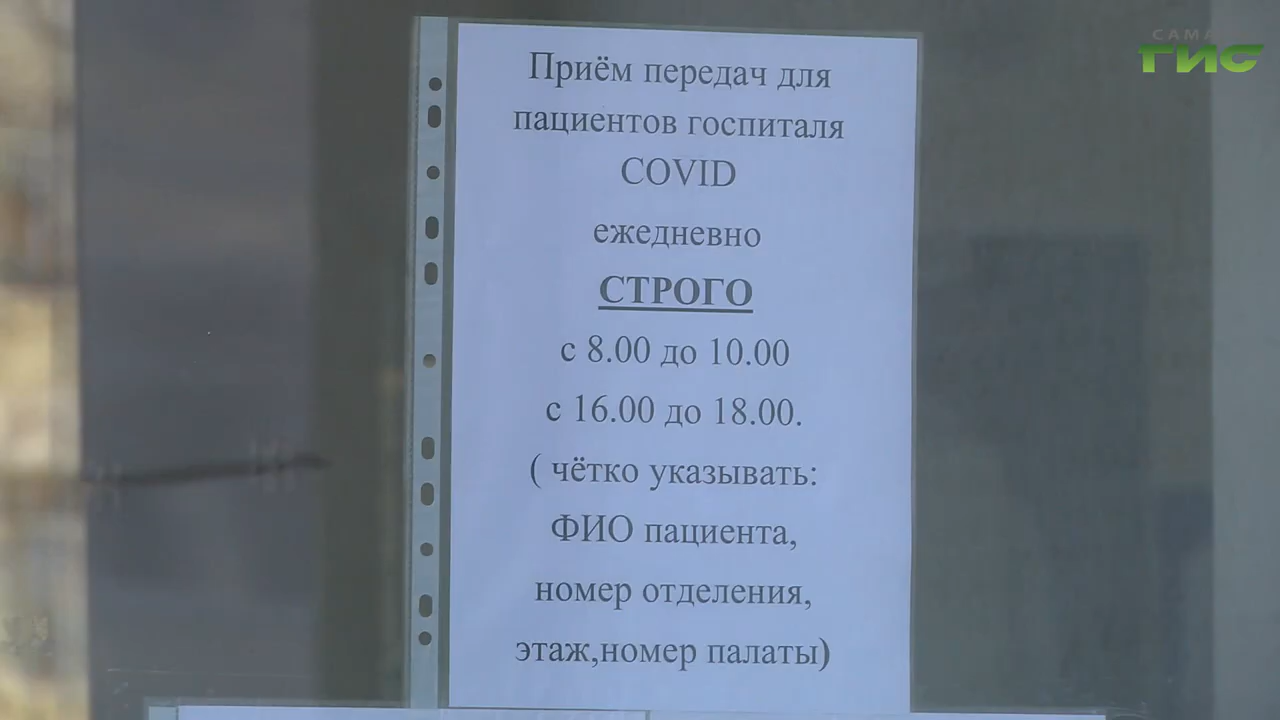 САМА
ГИС
Приём передач для
пациентов госпиталя
COVID
ежедневно
СТРОГО
с 8.00 до 10.00
с 16.00 до 18.00.
( чётко указывать:
ФИО пациента,
номер отделения,
этаж,номер палаты)